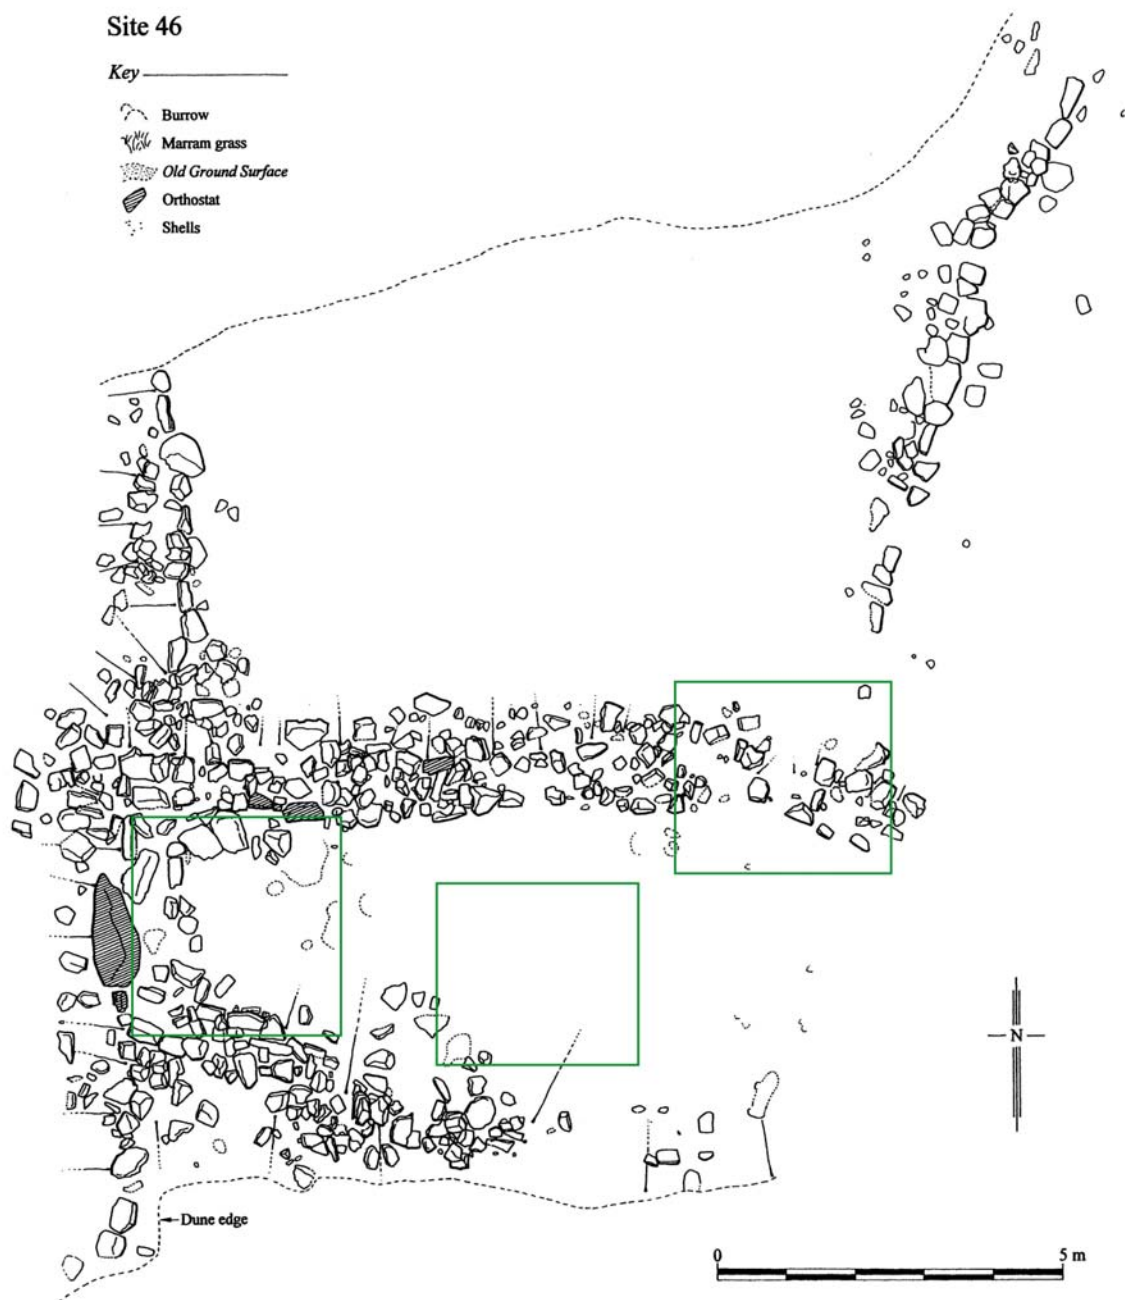 Site 46
Key
Burrow
Marram grass
Old Ground Surface
Orthostat
Shells
N
Dune edge
0 5 m